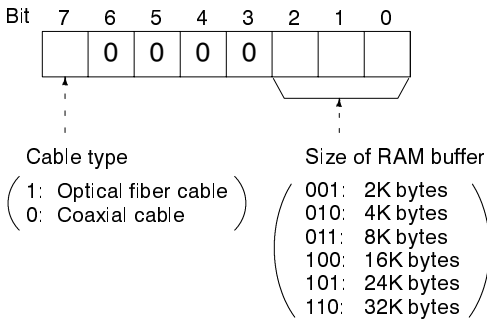 Bit 7 6 5 4 3 2 1 0
0 0 0 0
Cable type
1: Optical fiber cable
0: Coaxial cable
Size of RAM buffer
001: 2K bytes
010: 4K bytes
011: 8K bytes
100: 16K bytes
101: 24K bytes
110: 32K bytes